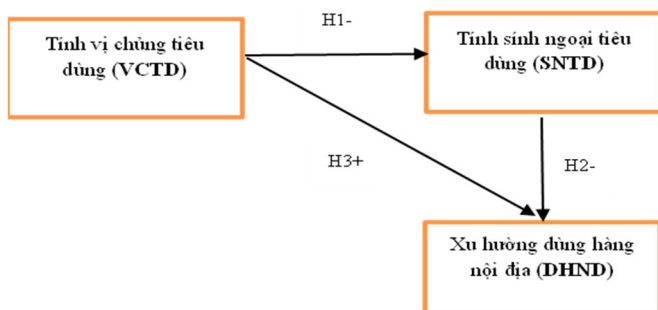 H1-
Tính vị chủng tiêu
dùng (VCTD)
Tính sính ngoại tiêu
dùng (SNTD)
H3+
H2-
Xu hướng dùng hàng
nội địa (DHND)